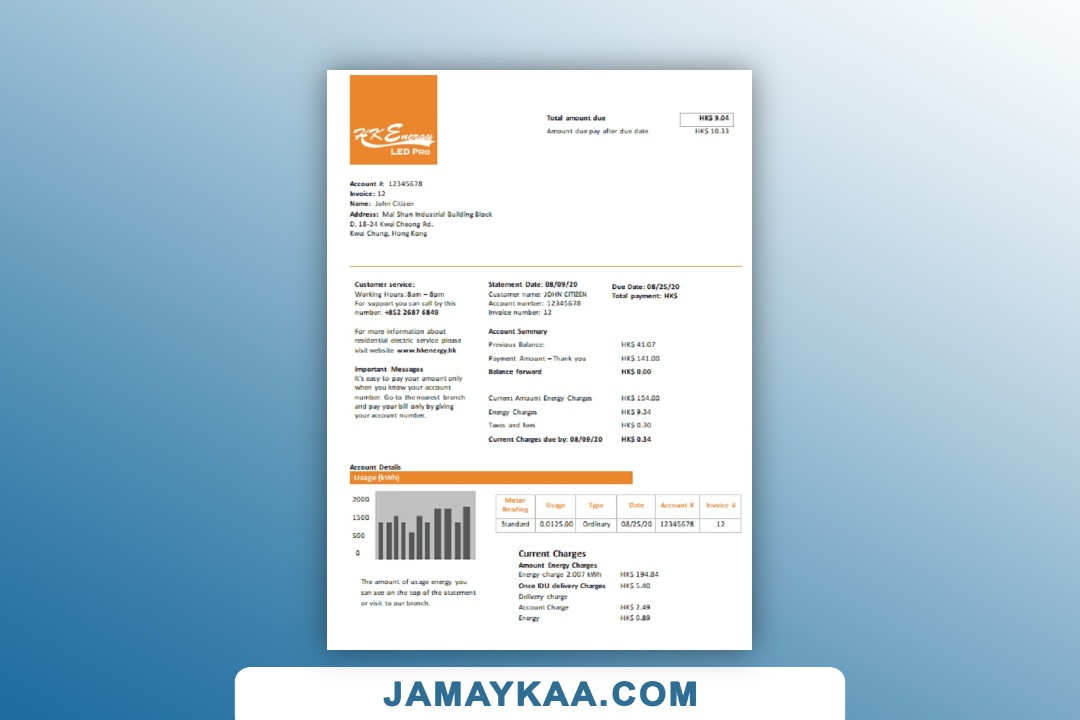 HK Energy
LED PRO
Total amount due HK$ 9.04
Amount due pay after due date HK$ 10.33
Account #: 12345678
Invoice: 12
Name: John Citizen
Address: Mai Shun Industrial Building Block
D, 18-24 Kwai Cheong Rd.
Kwai Chung, Hong Kong
Customer service:
Working Hours: 8am – 8pm
For support you can call by this
number: +852 2687 6849
For more information about
residential electric service please
visit website www.hkenergy.hk
Important Messages
It's easy to pay your amount only
when you know your account
number. Go to the nearest branch
and pay your bill only by giving
your account number.
Statement Date: 08/09/20
Customer name: JOHN CITIZEN
Account number: 12345678
Invoice number: 12
Due Date: 08/25/20
Total payment: HK$
Account Summary
Previous Balance: HK$ 41.07
Payment Amount – Thank you HK$ 141.00
Balance forward HK$ 0.00
Current Amount Energy Charges HK$ 154.00
Energy Charges HK$ 9.34
Taxes and fees HK$ 0.30
Current Charges due by: 08/09/20 HK$ 0.34
Account Details
Usage (kWh)
2000
1500
500
0
The amount of usage energy you
can see on the top of the statement
or visit to our branch.
Meter Reading Usage Type Date Account # Invoice #
Standard 0.0125.00 Ordinary 08/25/20 12345678 12
Current Charges
Amount Energy Charges
Energy charge 2.007 kWh HK$ 194.84
Once IDU delivery Charges HK$ 5.40
Delivery charge
Account Charge HK$ 2.49
Energy HK$ 0.89
JAMAYKAA.COM